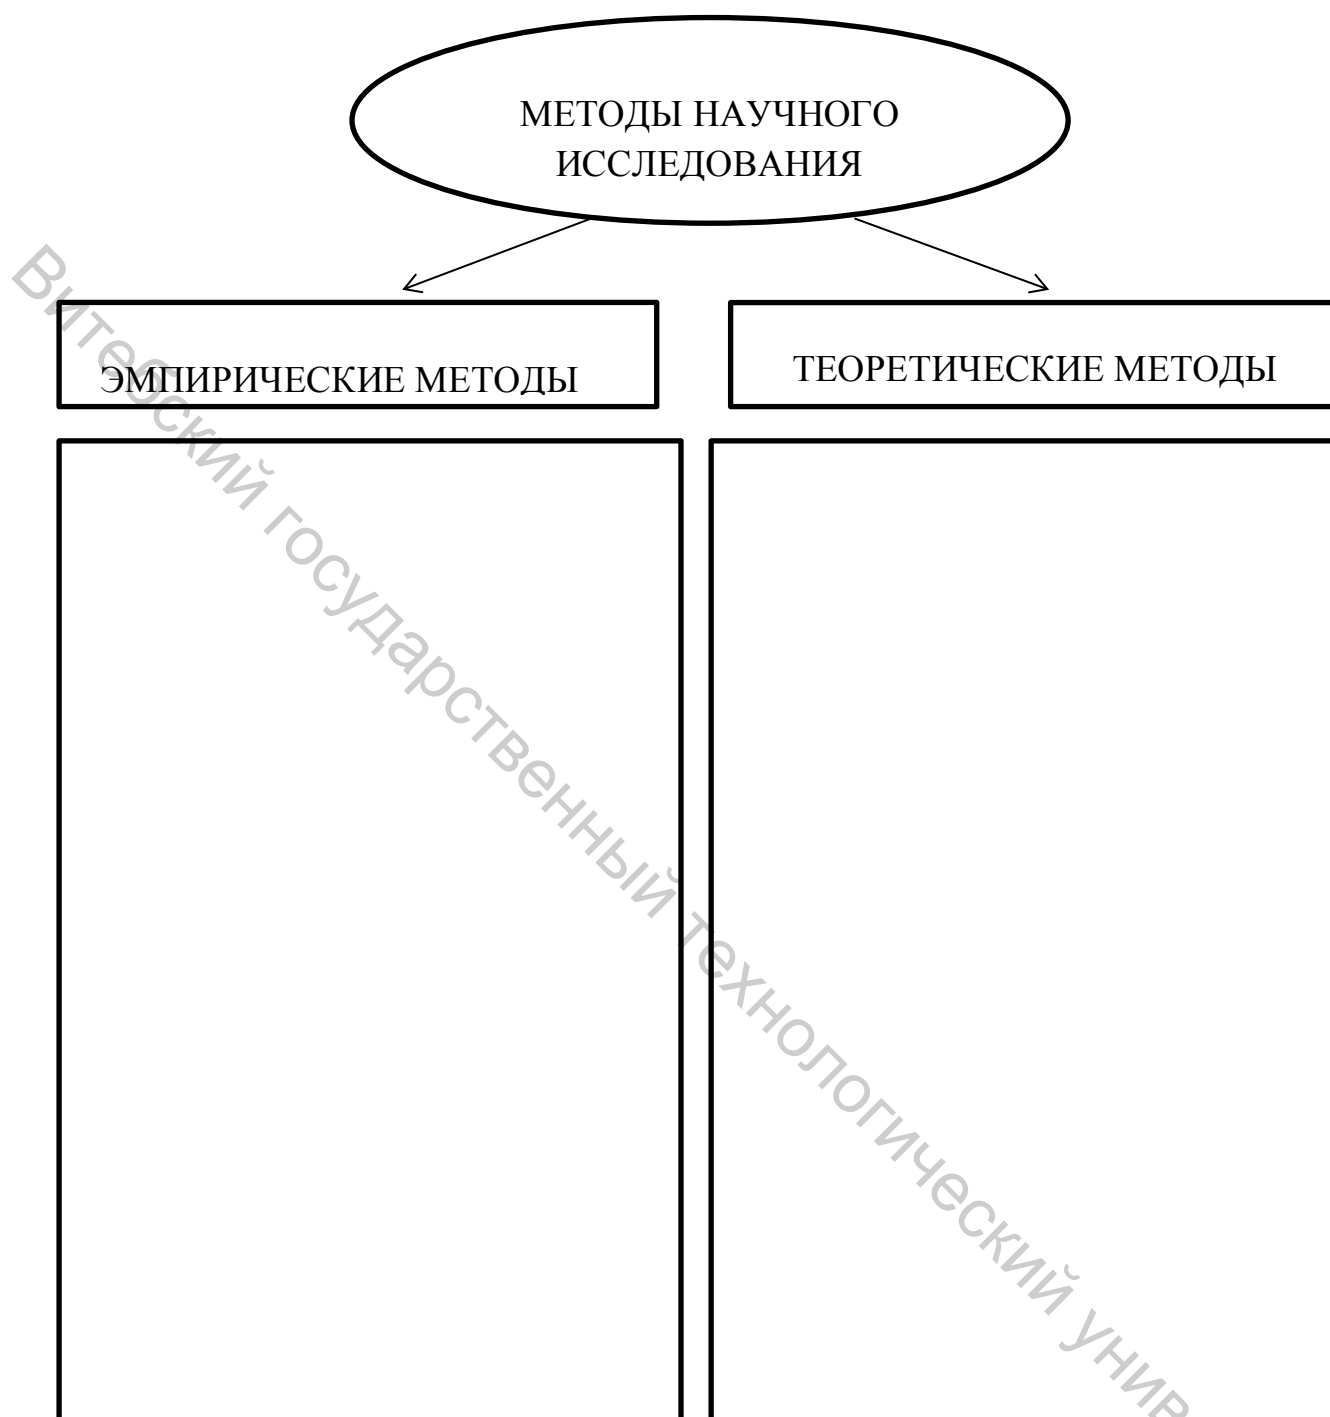 МЕТОДЫ НАУЧНОГО
ИССЛЕДОВАНИЯ
ЭМПИРИЧЕСКИЕ МЕТОДЫ
ТЕОРЕТИЧЕСКИЕ МЕТОДЫ
Витебский государственный технологический унив